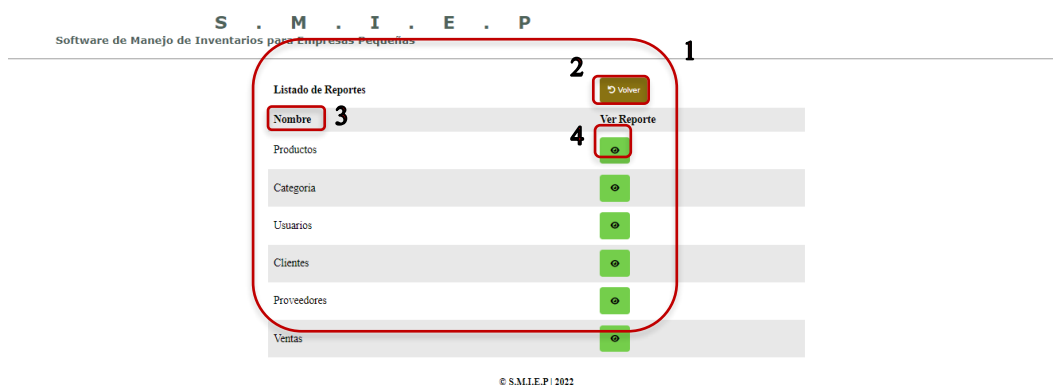 S . M . I . E . P
Software de Manejo de Inventarios para Empresas Pequeñas
1
2
Listado de Reportes Volver
Nombre 3 Ver Reporte
4
Productos
Categoria
Usuarios
Clientes
Proveedores
Ventas
© S.M.I.E.P | 2022